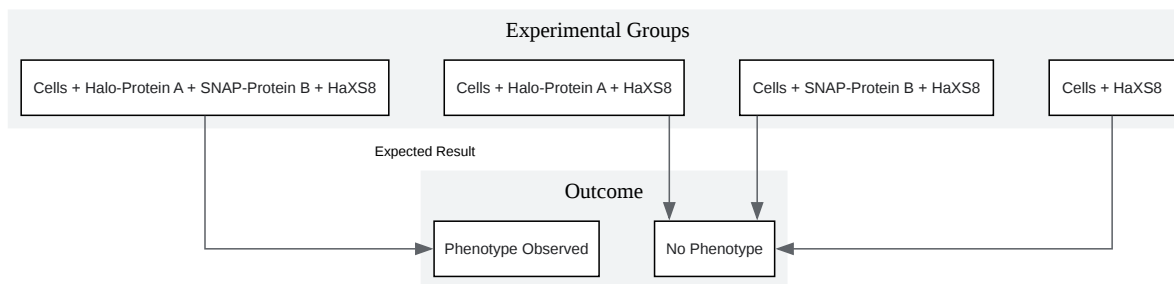 Experimental Groups
Cells + Halo-Protein A + SNAP-Protein B + HaXS8
Cells + Halo-Protein A + HaXS8
Cells + SNAP-Protein B + HaXS8
Cells + HaXS8
Expected Result
Outcome
Phenotype Observed
No Phenotype